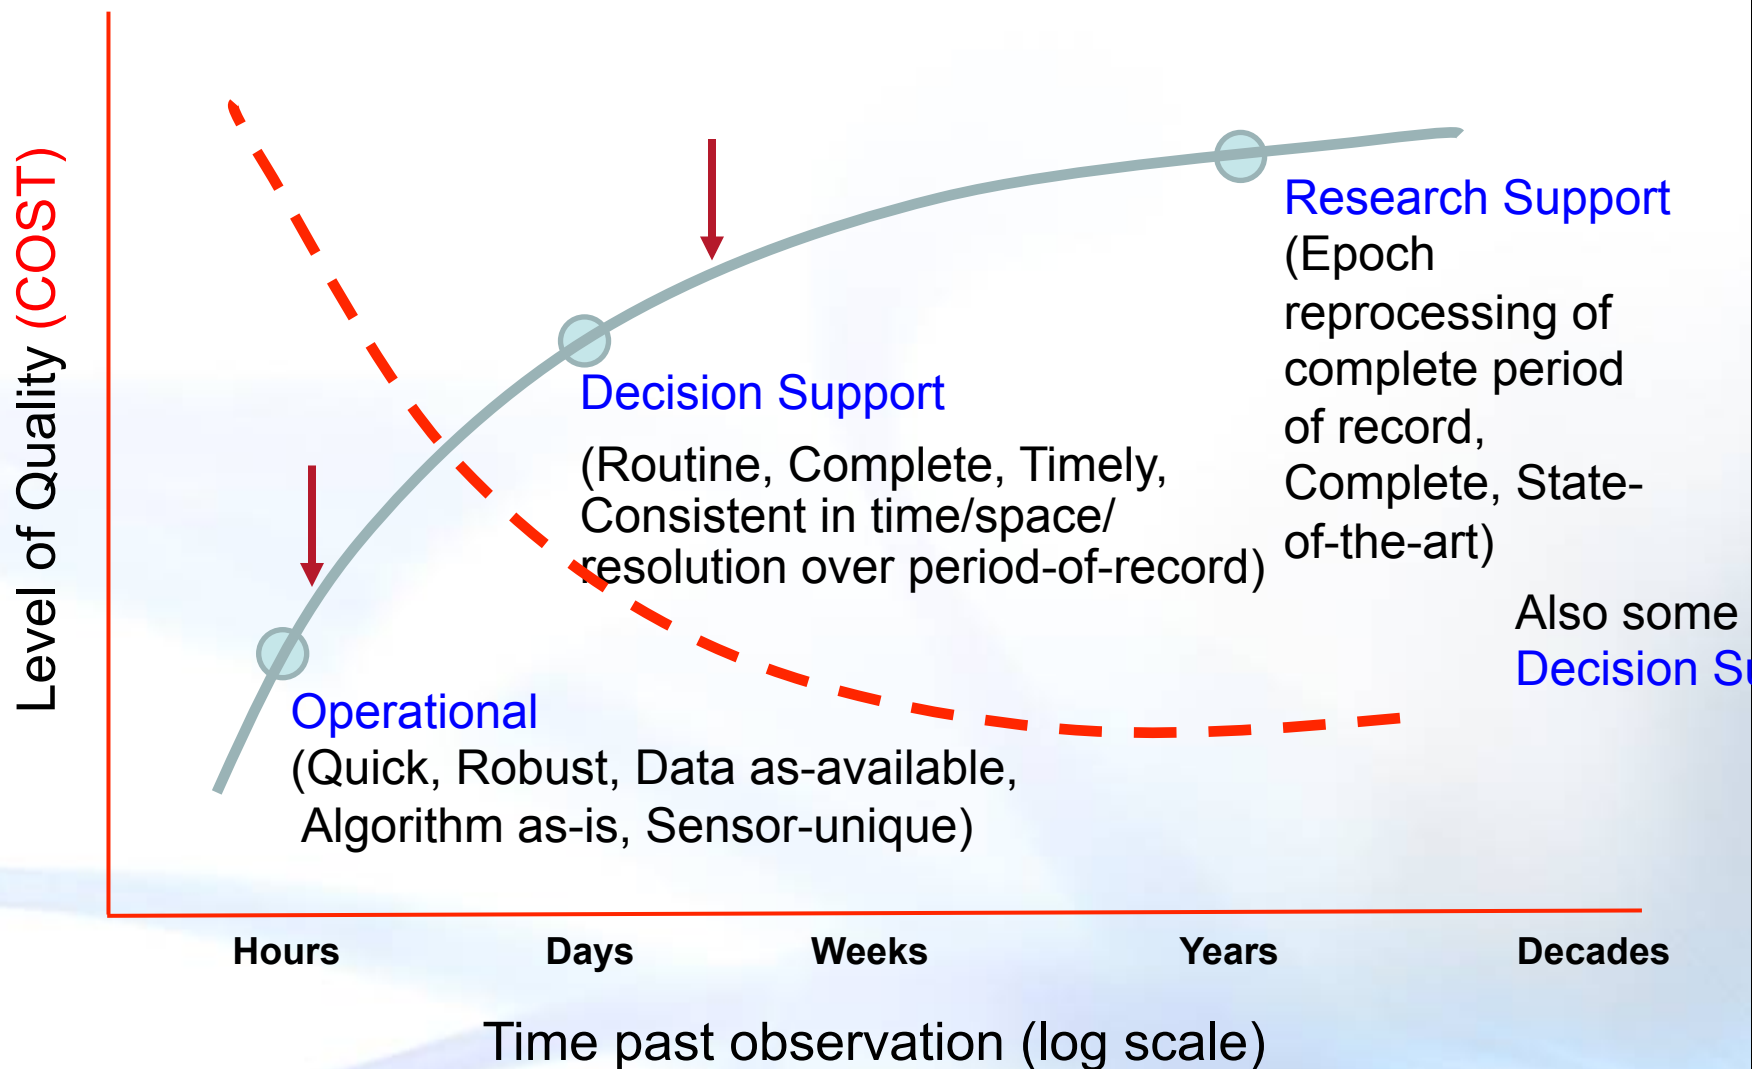 Level of Quality (COST)
Research Support
(Epoch
reprocessing of
complete period
of record,
Complete, State-
of-the-art)
Decision Support
(Routine, Complete, Timely,
Consistent in time/space/
resolution over period-of-record)
Also some
Decision Su
Operational
(Quick, Robust, Data as-available,
Algorithm as-is, Sensor-unique)
Hours Days Weeks Years Decades
Time past observation (log scale)